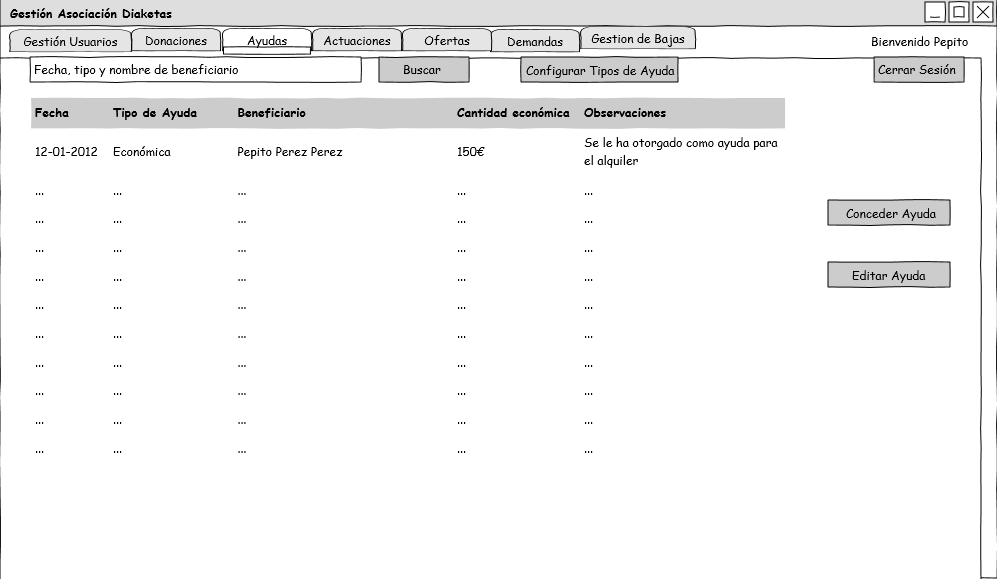 Gestión Asociación Diaketas
Gestión Usuarios Donaciones Ayudas Actuaciones Ofertas Demandas Gestion de Bajas Bienvenido Pepito
Fecha, tipo y nombre de beneficiario Buscar Configurar Tipos de Ayuda Cerrar Sesión
Fecha Tipo de Ayuda Beneficiario Cantidad económica Observaciones
12-01-2012 Económica Pepito Perez Perez 150€ Se le ha otorgado como ayuda para
el alquiler
... ... ... ... ...
... ... ... ... ...
Conceder Ayuda
... ... ... ... ...
... ... ... ... ...
Editar Ayuda
... ... ... ... ...
... ... ... ... ...
... ... ... ... ...
... ... ... ... ...
... ... ... ... ...
... ... ... ... ...